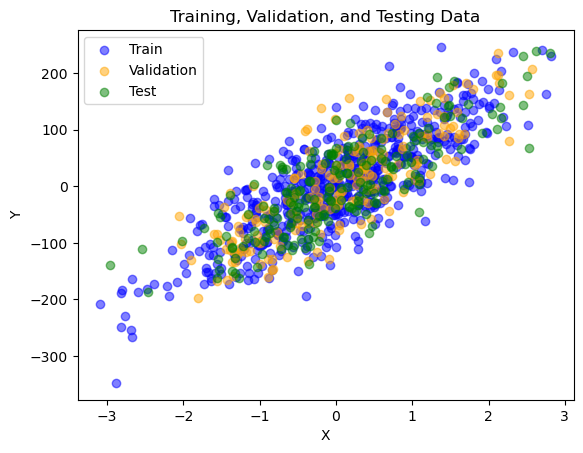 Training, Validation, and Testing Data
Train
Validation
Test
200
100
0
−100
−200
−300
Y
−3
−2
−1
0
1
2
3
X